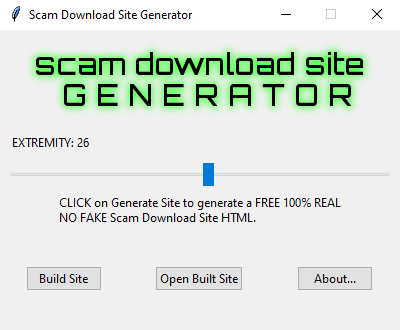 Scam Download Site Generator
scam download site
GENERATOR
EXTREMITY: 26
CLICK on Generate Site to generate a FREE 100% REAL
NO FAKE Scam Download Site HTML.
Build Site
Open Built Site
About...